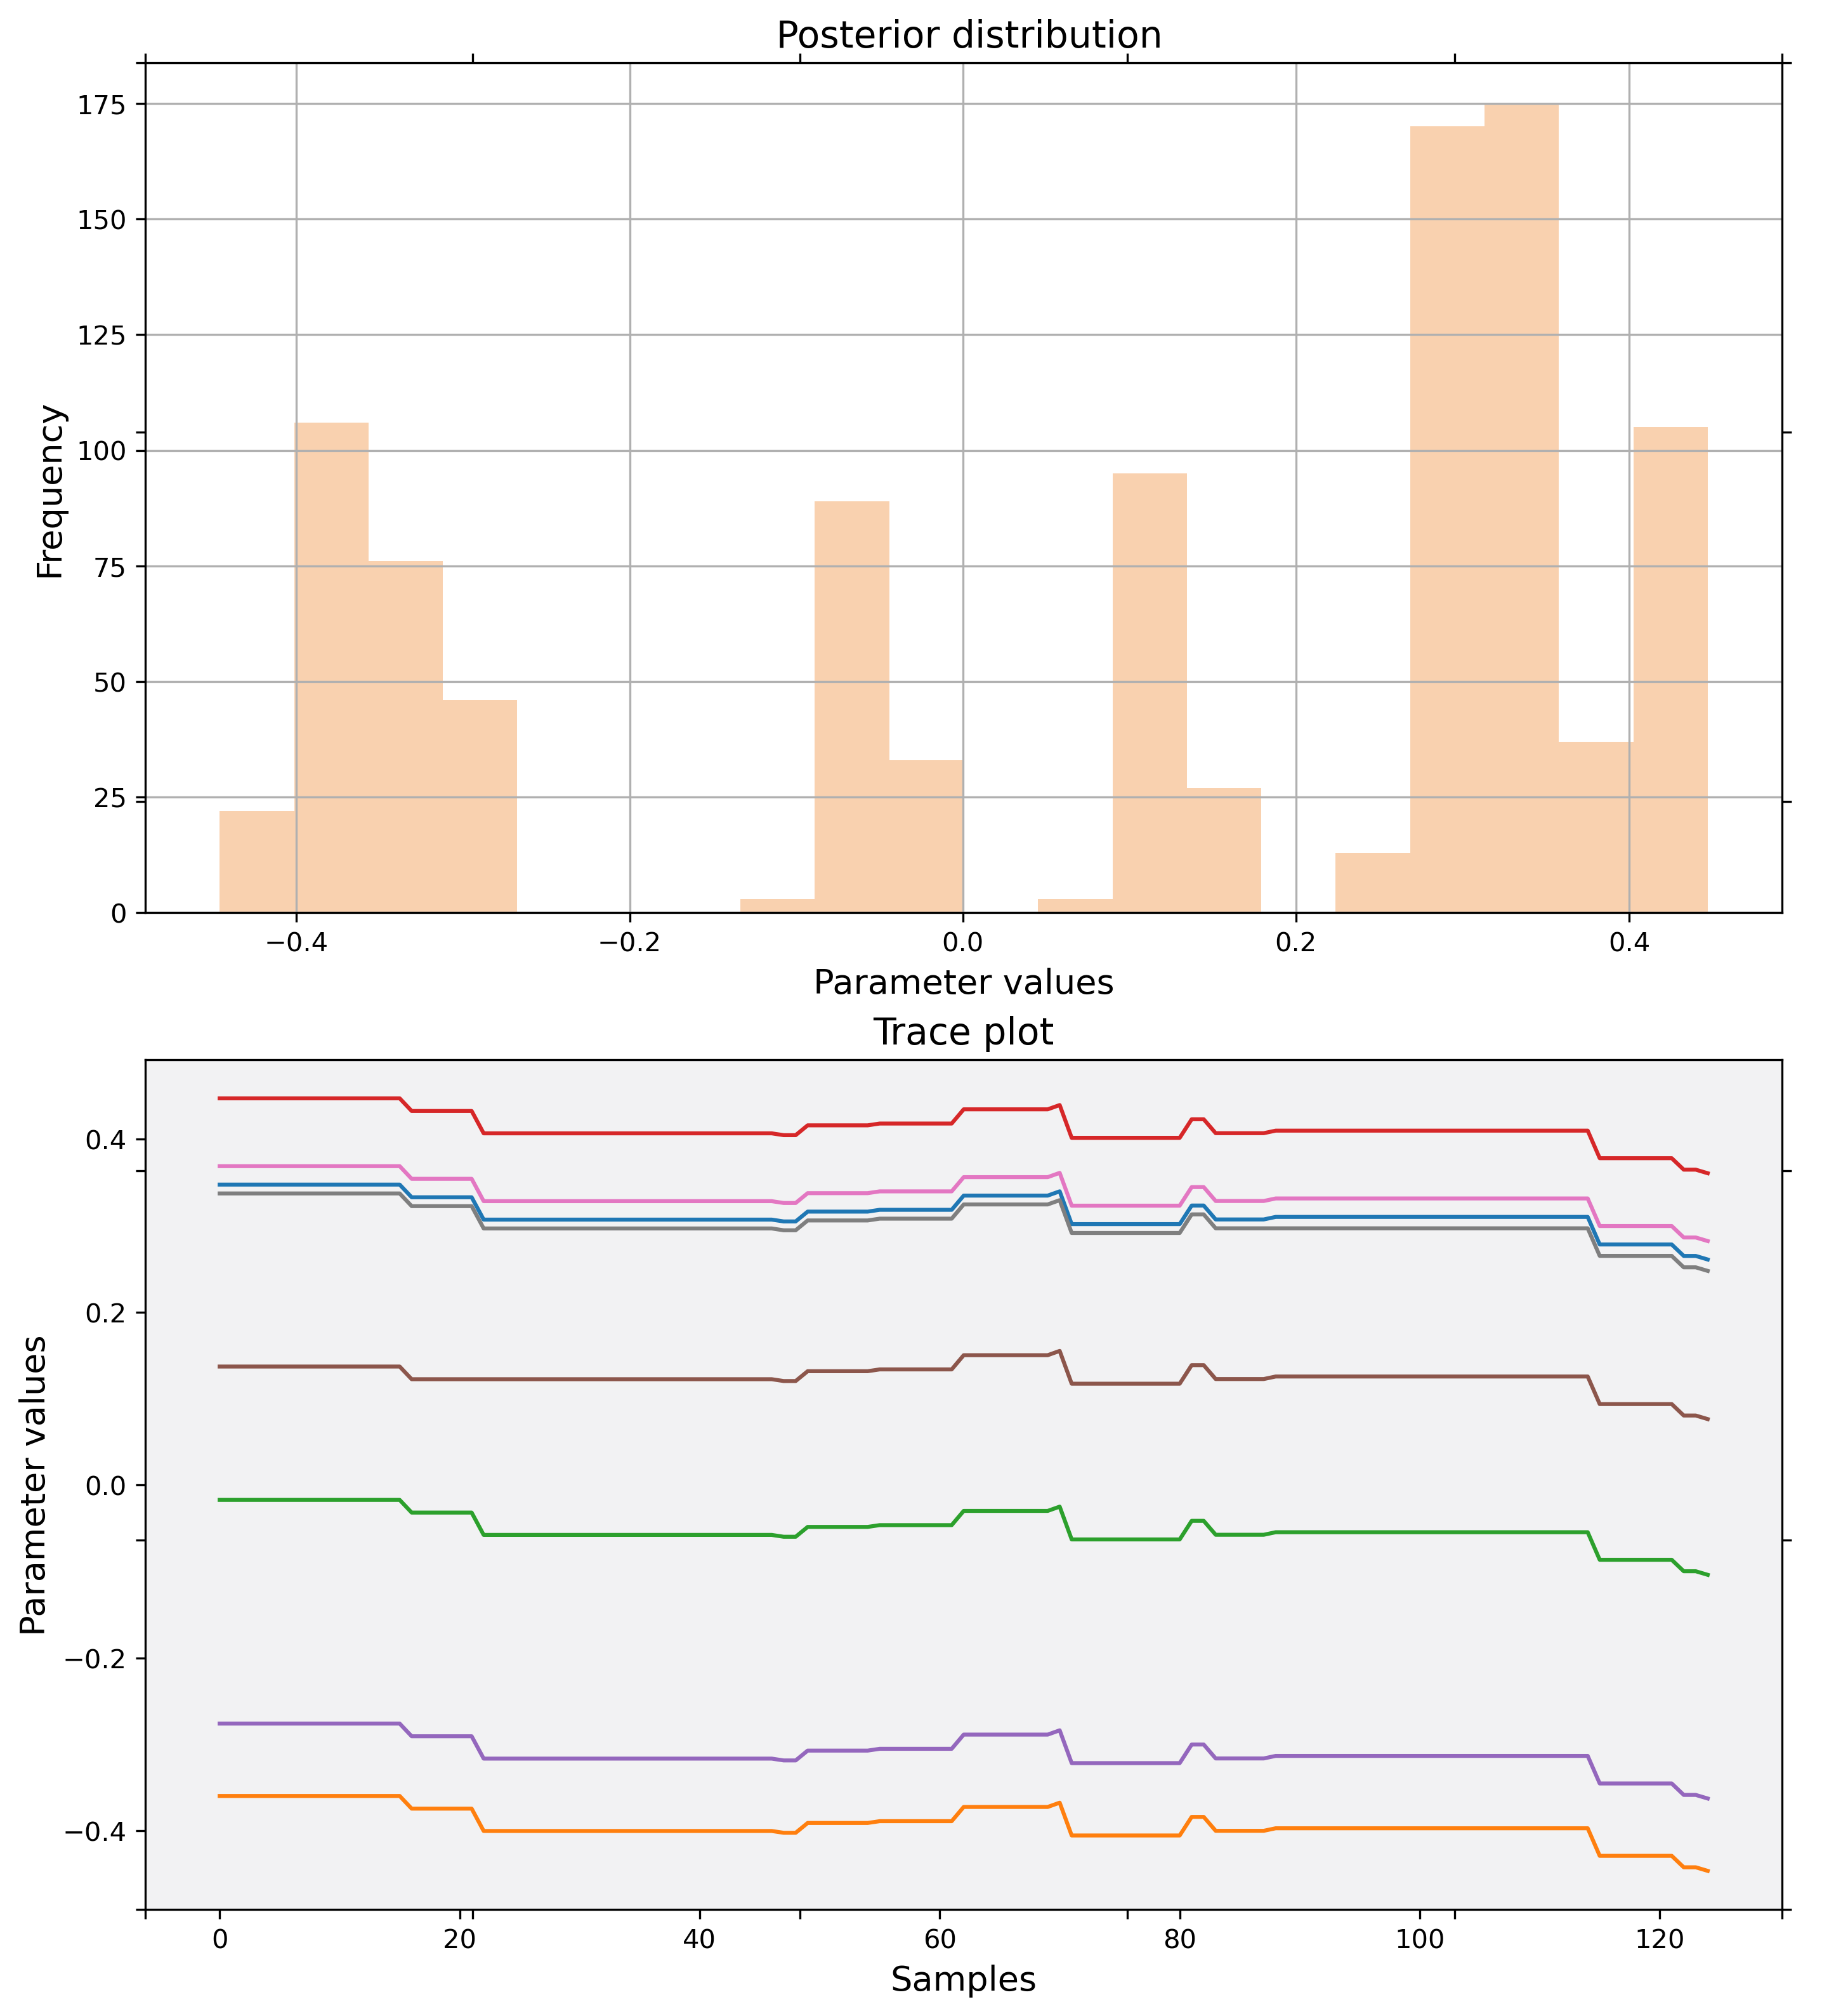 Posterior distribution
175
150
125
100
75
50
25
0
Frequency
−0.4 −0.2 0.0 0.2 0.4
Parameter values
Trace plot
0.4
0.2
0.0
−0.2
−0.4
Parameter values
0 20 40 60 80 100 120
Samples